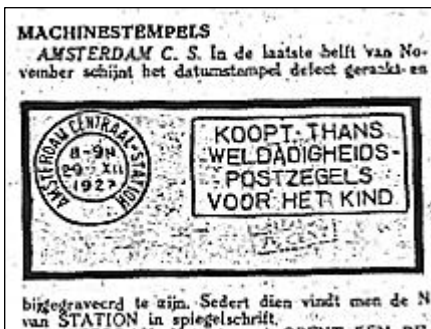 MACHINESTEMPELS
AMSTERDAM C. S. In de laatste helft van No-
vember schijnt het datumstempel defect geraakt en
AMSTERDAM CENTRAAL-STATION
8-9N
29 XII
1927
KOOPT THANS
WELDADIGHEIDS-
POSTZEGELS
VOOR HET KIND
bijgegraveerd te zijn. Sedert dien vindt men de N
van STATION in spiegelschrift.